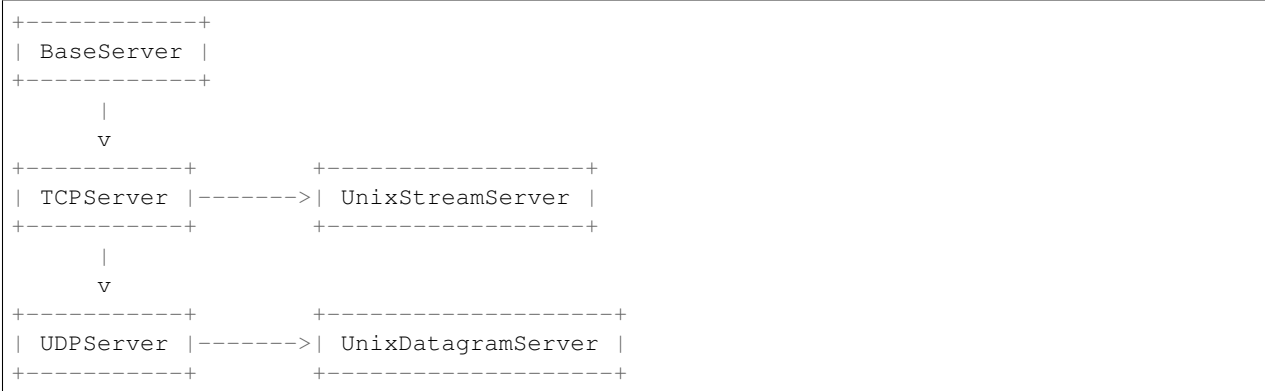 +------------+
| BaseServer |
+------------+
      |
      v
+-----------+        +------------------+
| TCPServer |------->| UnixStreamServer |
+-----------+        +------------------+
      |
      v
+-----------+        +--------------------+
| UDPServer |------->| UnixDatagramServer |
+-----------+        +--------------------+